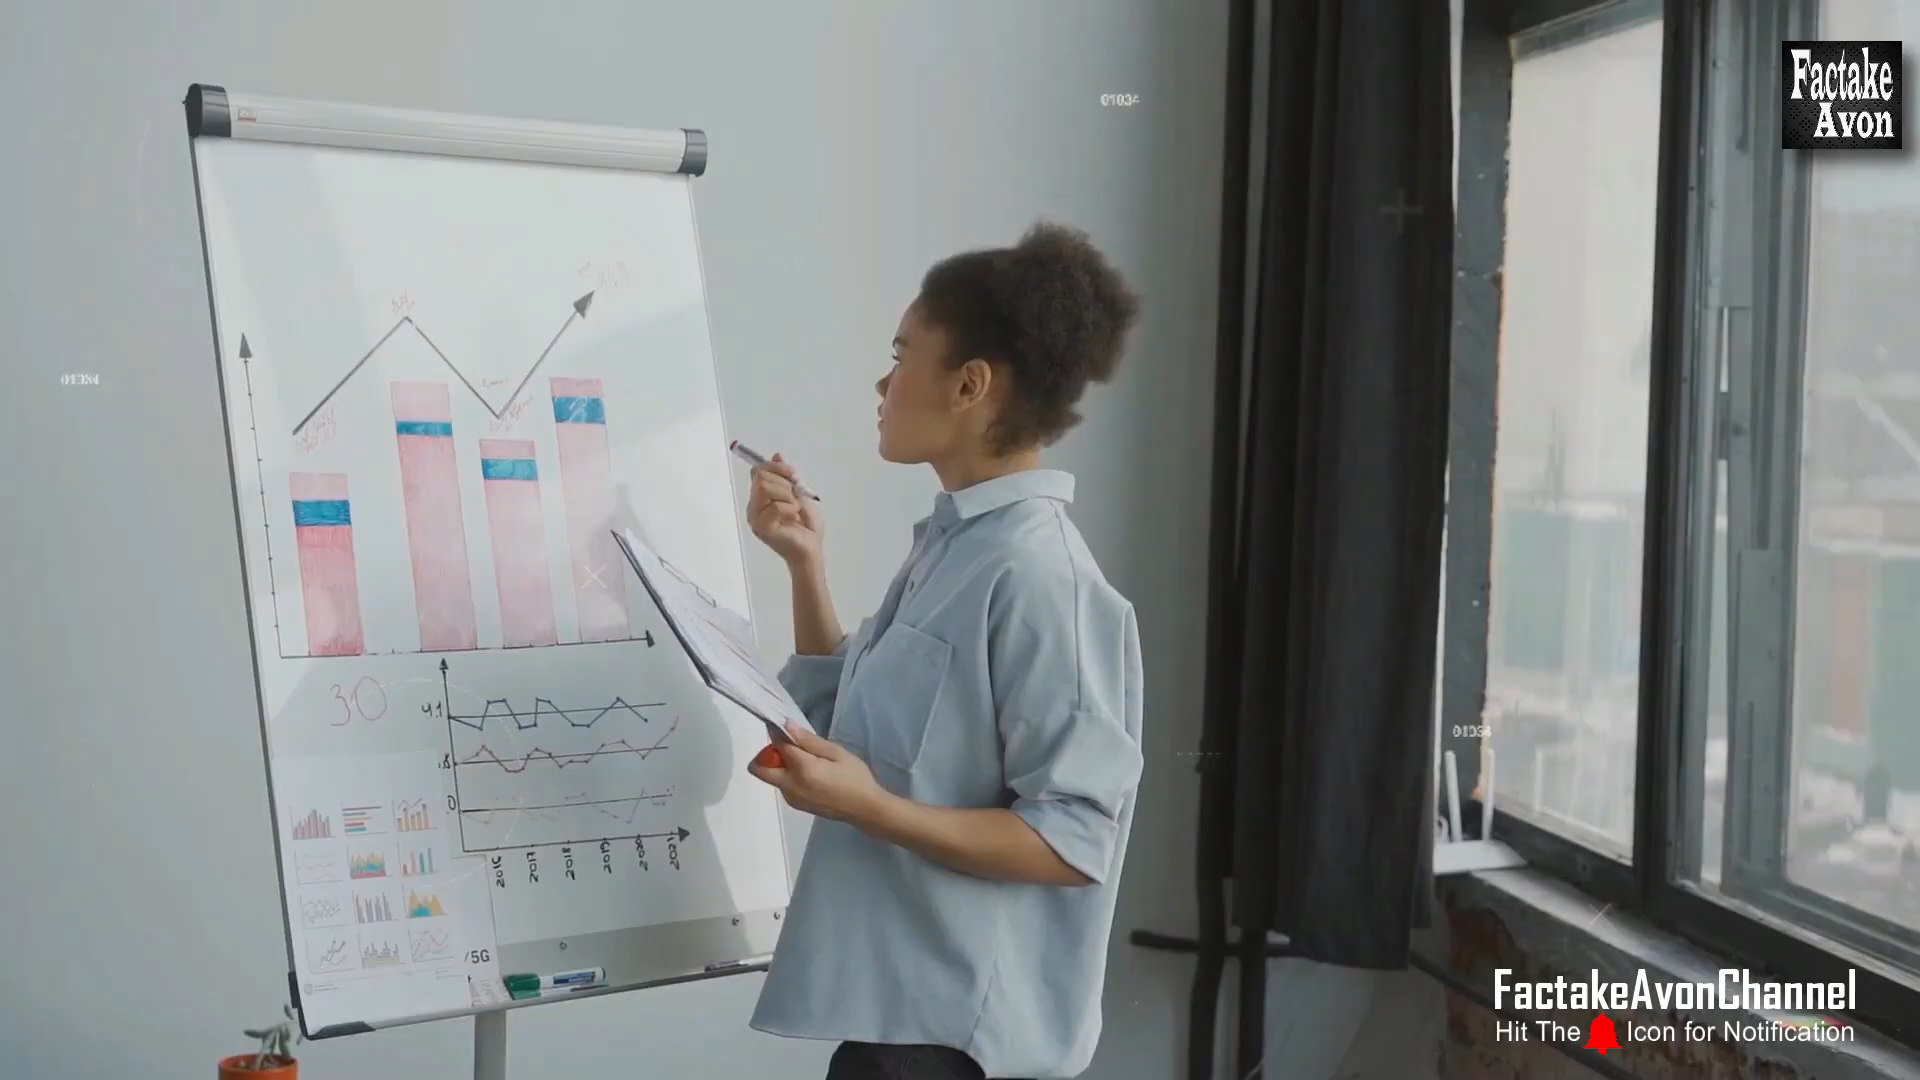 Factake
Avon
01034
01034
30
4.1
.8
0
2016
2017
2018
2019
2020
2021
/5G
01034
FactakeAvonChannel
Hit The Icon for Notification